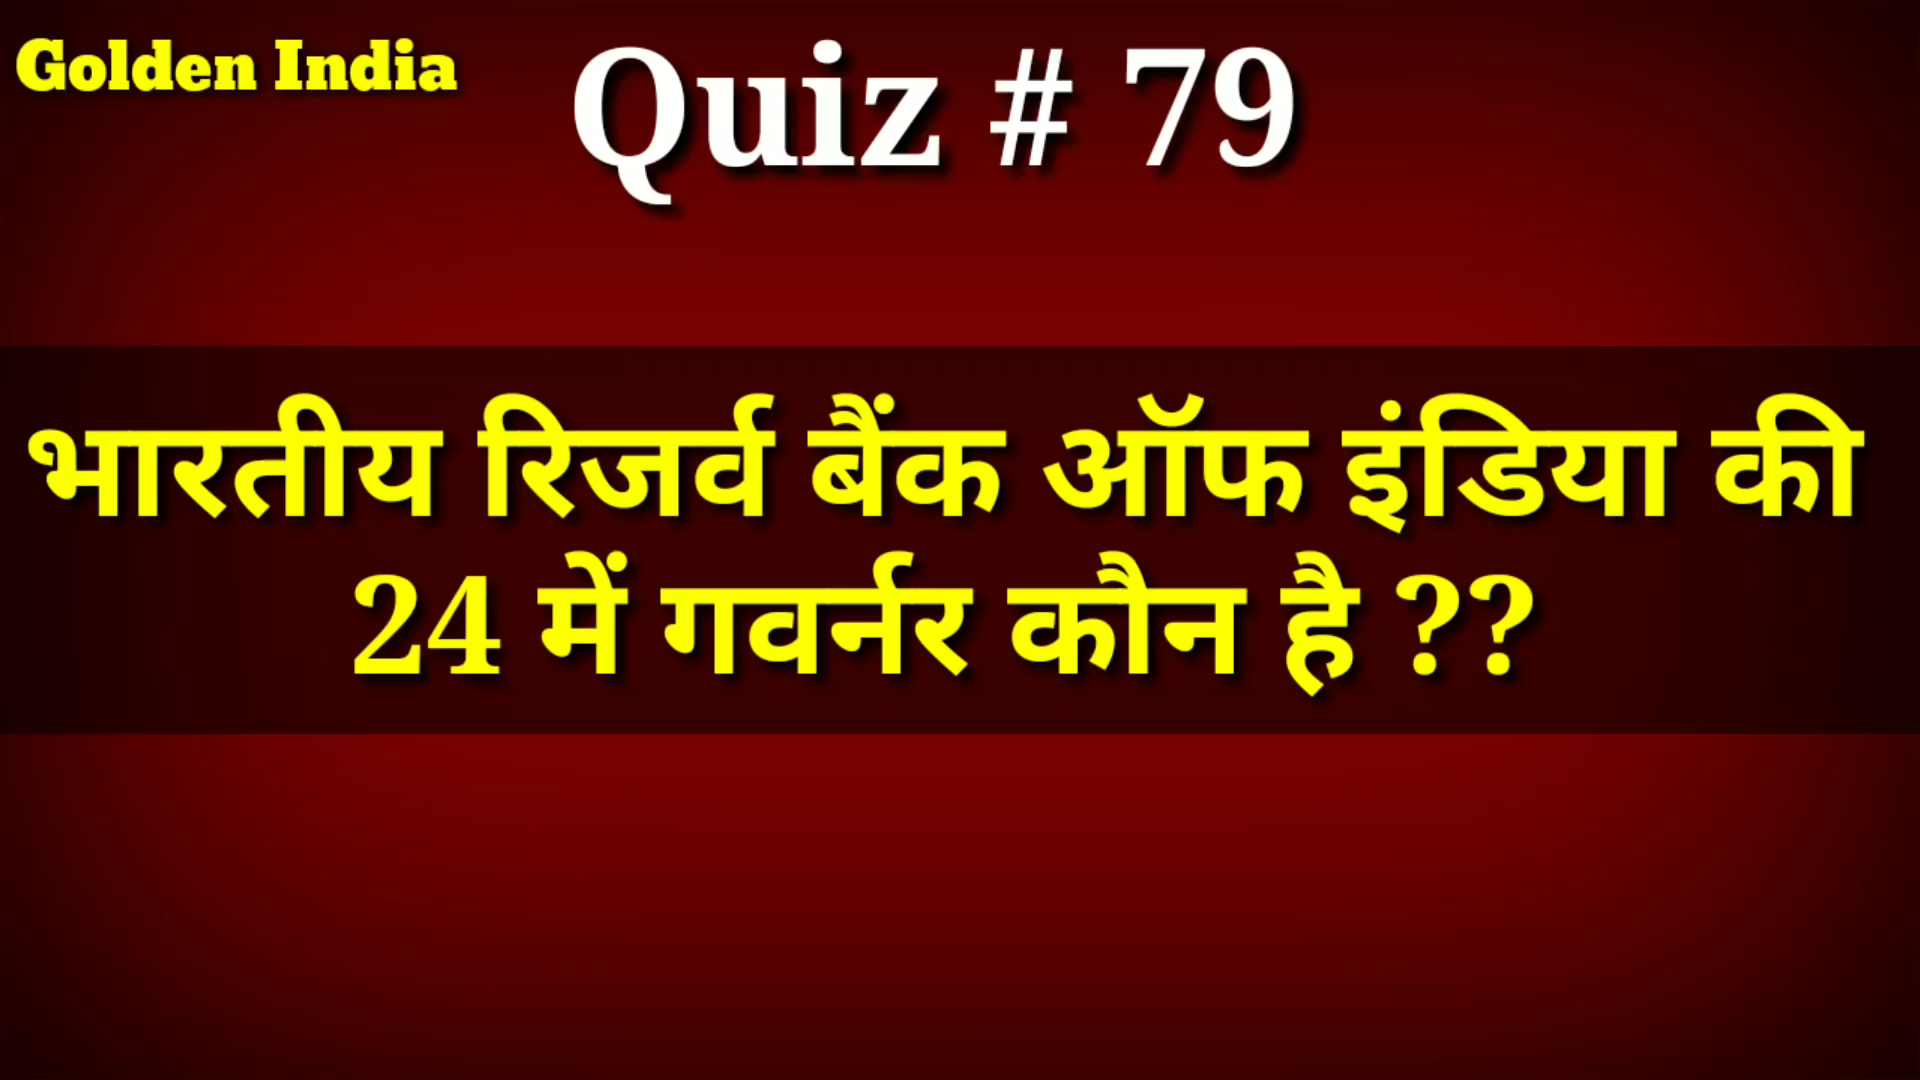 Golden India
Quiz # 79
भारतीय रिजर्व बैंक ऑफ इंडिया की
24 में गवर्नर कौन है ??